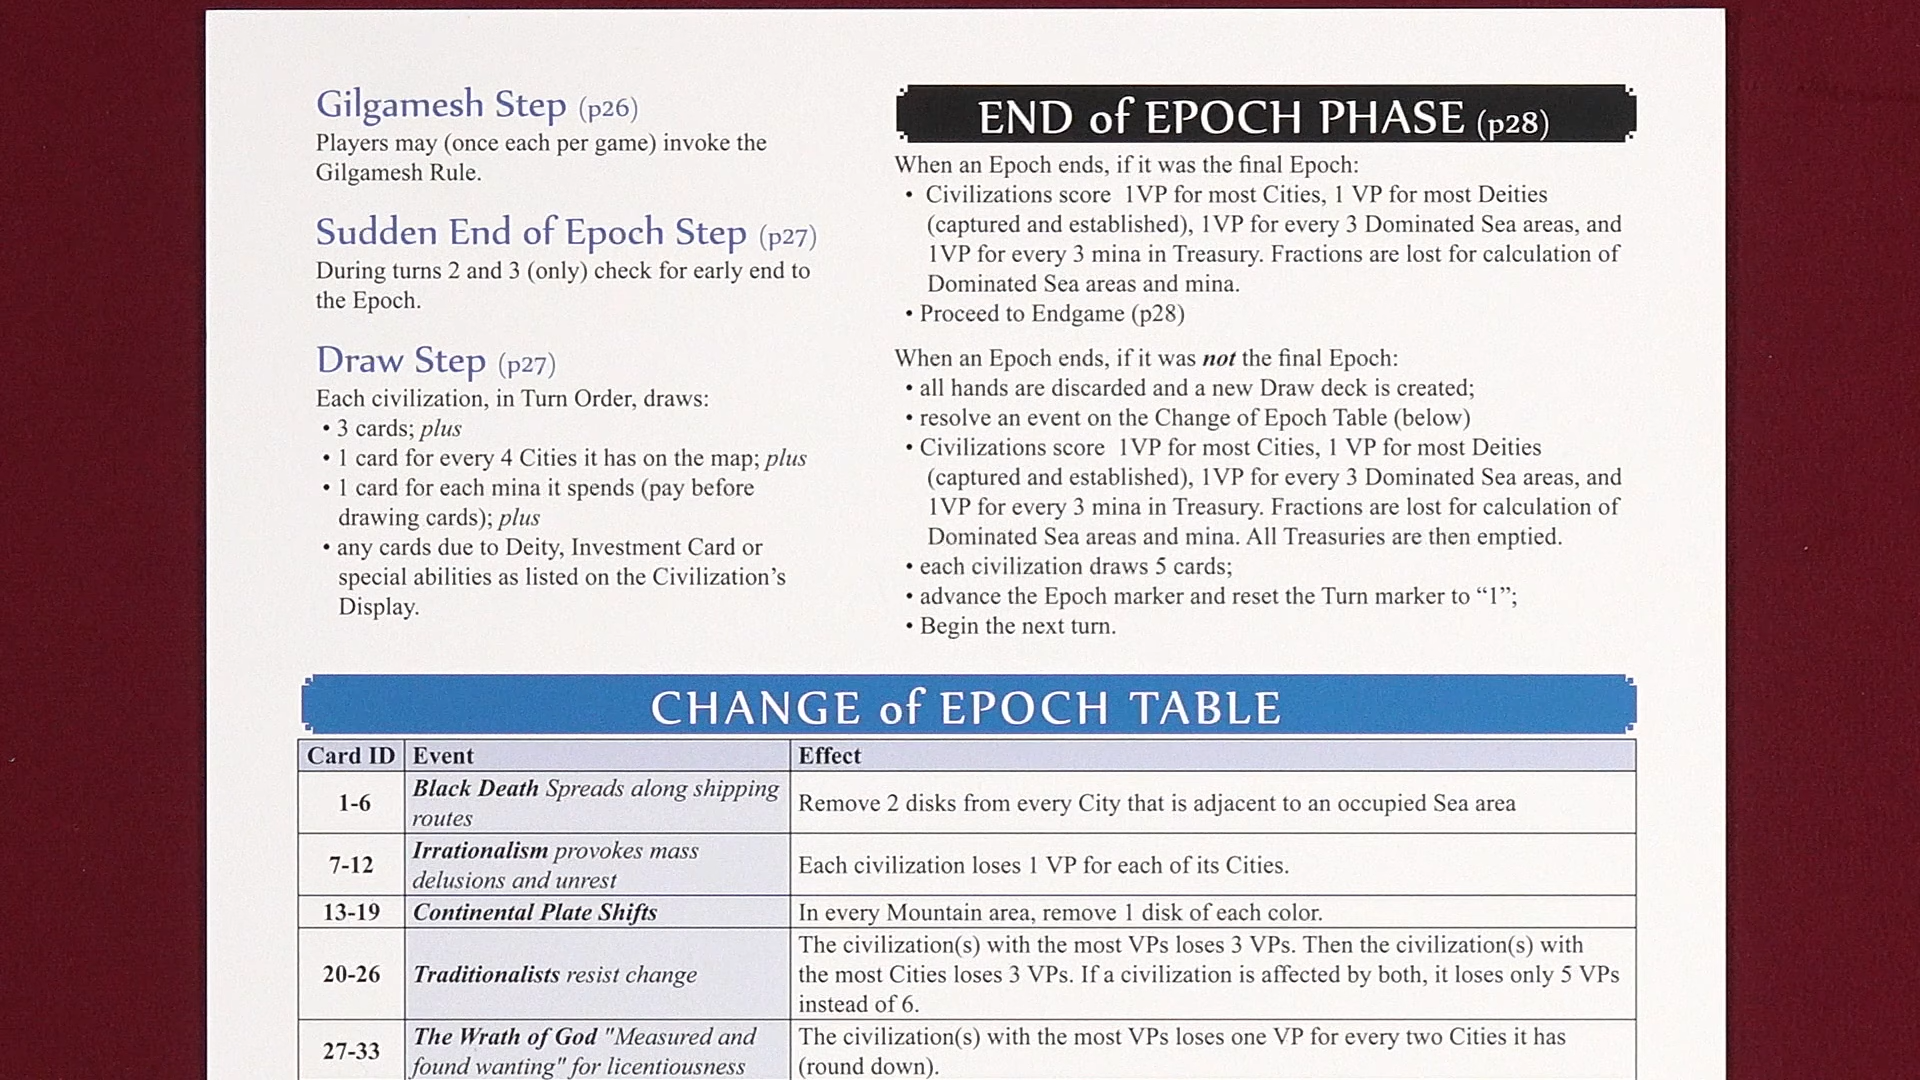 Gilgamesh Step (p26)
Players may (once each per game) invoke the
Gilgamesh Rule.
Sudden End of Epoch Step (p27)
During turns 2 and 3 (only) check for early end to
the Epoch.
Draw Step (p27)
Each civilization, in Turn Order, draws:
• 3 cards; plus
• 1 card for every 4 Cities it has on the map; plus
• 1 card for each mina it spends (pay before
drawing cards); plus
• any cards due to Deity, Investment Card or
special abilities as listed on the Civilization's
Display.
END of EPOCH PHASE (p28)
When an Epoch ends, if it was the final Epoch:
• Civilizations score 1VP for most Cities, 1 VP for most Deities
(captured and established), 1VP for every 3 Dominated Sea areas, and
1VP for every 3 mina in Treasury. Fractions are lost for calculation of
Dominated Sea areas and mina.
• Proceed to Endgame (p28)
When an Epoch ends, if it was not the final Epoch:
• all hands are discarded and a new Draw deck is created;
• resolve an event on the Change of Epoch Table (below)
• Civilizations score 1VP for most Cities, 1 VP for most Deities
(captured and established), 1VP for every 3 Dominated Sea areas, and
1VP for every 3 mina in Treasury. Fractions are lost for calculation of
Dominated Sea areas and mina. All Treasuries are then emptied.
• each civilization draws 5 cards;
• advance the Epoch marker and reset the Turn marker to “1”;
• Begin the next turn.
CHANGE of EPOCH TABLE
Card ID Event Effect
1-6 Black Death Spreads along shipping
routes
Remove 2 disks from every City that is adjacent to an occupied Sea area
7-12 Irrationalism provokes mass
delusions and unrest
Each civilization loses 1 VP for each of its Cities.
13-19 Continental Plate Shifts In every Mountain area, remove 1 disk of each color.
20-26 Traditionalists resist change
The civilization(s) with the most VPs loses 3 VPs. Then the civilization(s) with
the most Cities loses 3 VPs. If a civilization is affected by both, it loses only 5 VPs
instead of 6.
27-33 The Wrath of God "Measured and
found wanting" for licentiousness
The civilization(s) with the most VPs loses one VP for every two Cities it has
(round down).